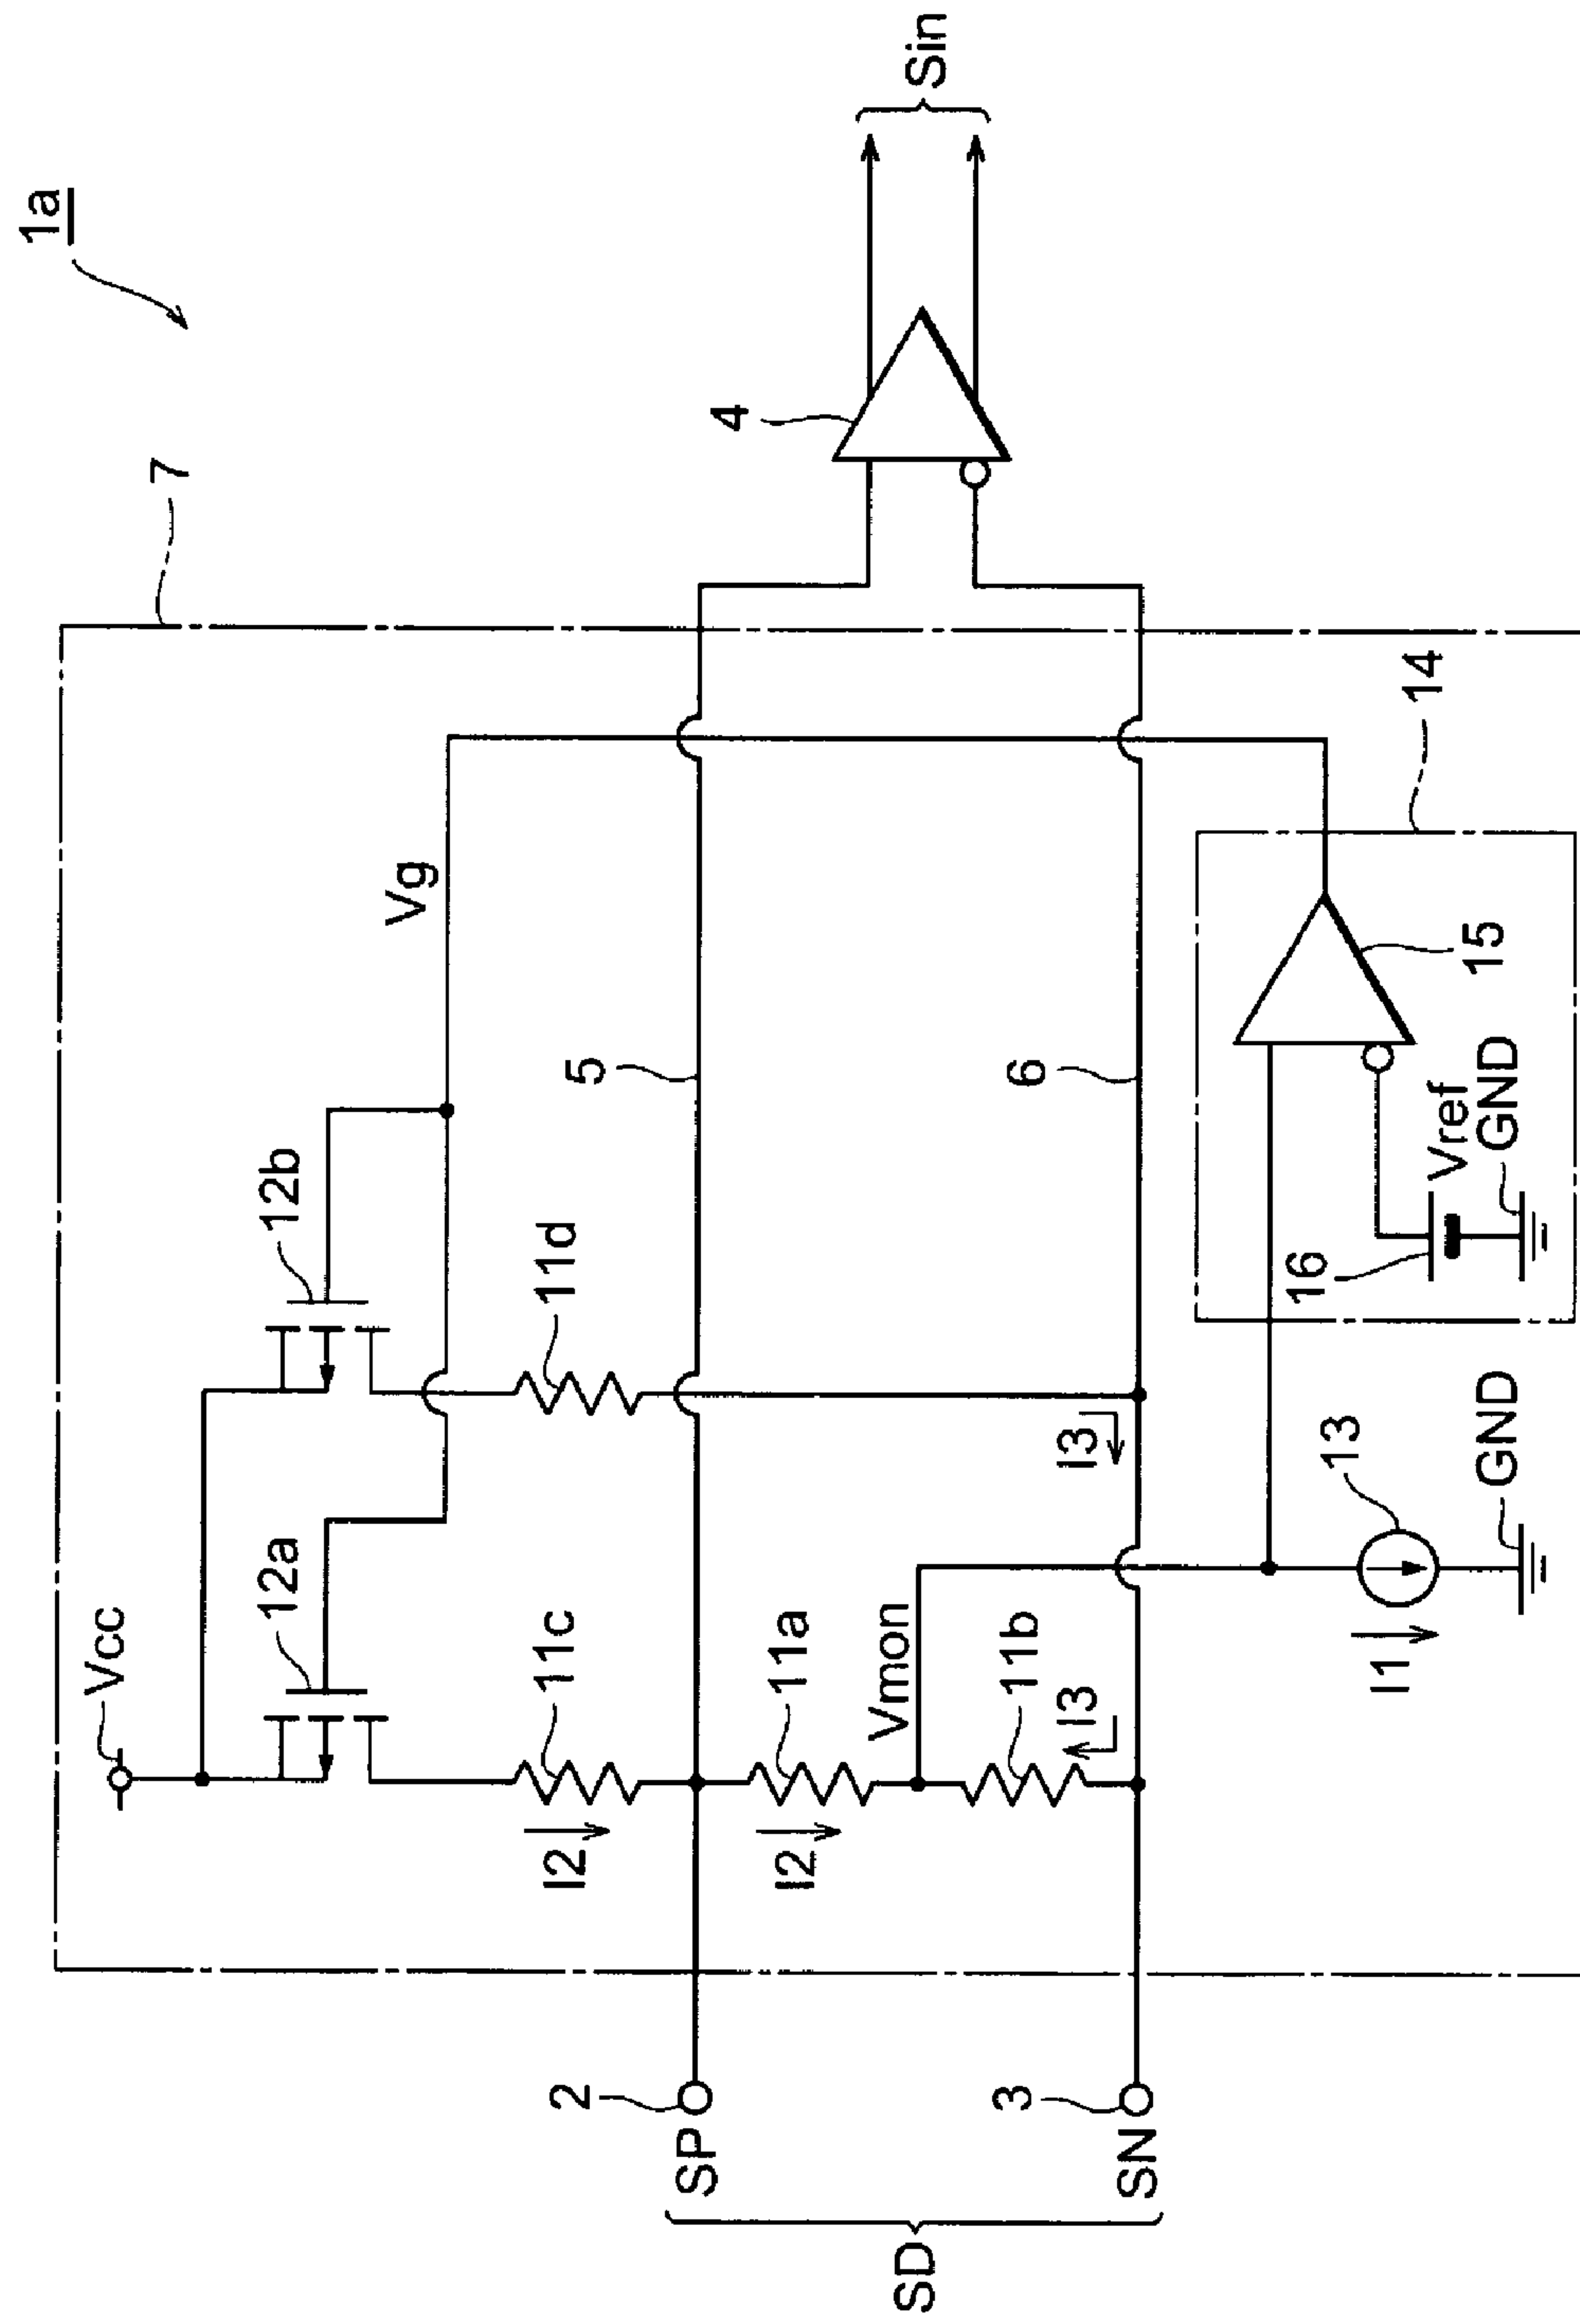 1a
7
Vcc
12a
12b
Vg
11c
I2
11d
5
4
Sin
2
SP
I2
11a
Vmon
SD
11b
I3
I3
6
3
SN
14
15
16
Vref
GND
I1
13
GND